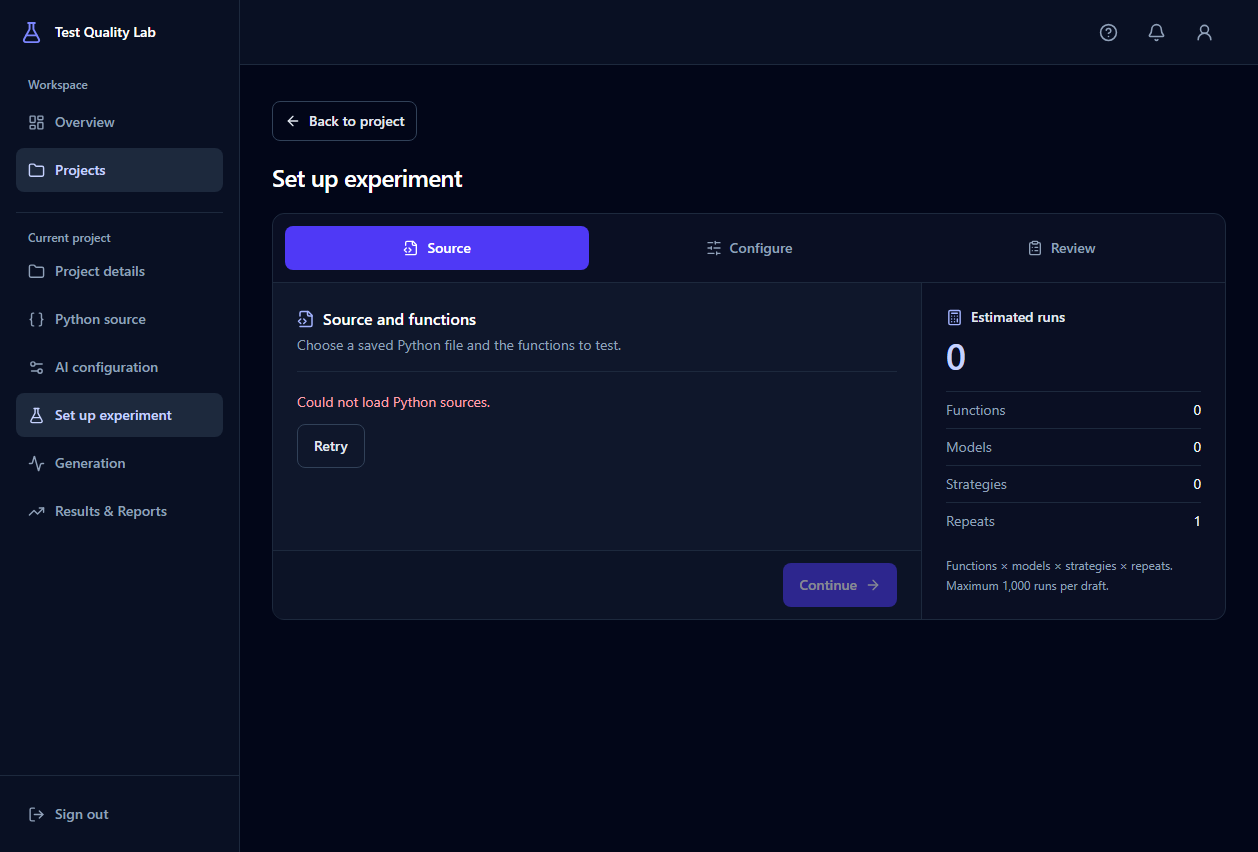 Test Quality Lab
Workspace
Overview
Projects
Current project
Project details
Python source
AI configuration
Set up experiment
Generation
Results & Reports
Sign out
Back to project
Set up experiment
Source
Configure
Review
Source and functions
Choose a saved Python file and the functions to test.
Could not load Python sources.
Retry
Continue
Estimated runs
0
Functions 0
Models 0
Strategies 0
Repeats 1
Functions × models × strategies × repeats.
Maximum 1,000 runs per draft.